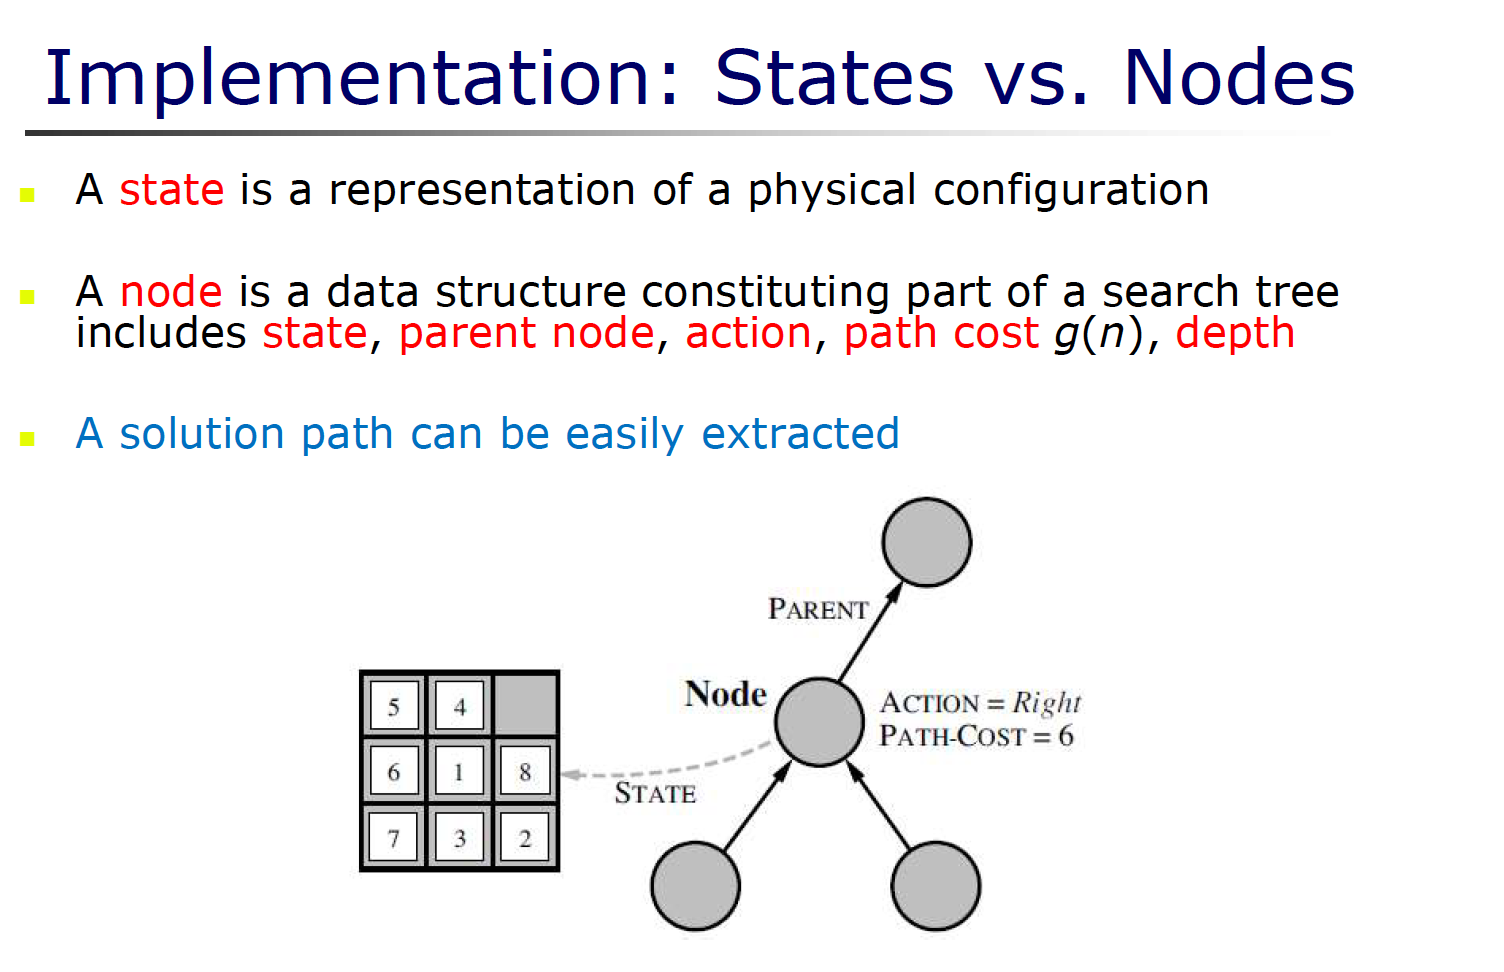 Implementation: States vs. Nodes
A state is a representation of a physical configuration
A node is a data structure constituting part of a search tree
includes state, parent node, action, path cost g(n), depth
A solution path can be easily extracted
PARENT
Node
ACTION = Right
PATH-COST = 6
STATE
5 4
6 1 8
7 3 2